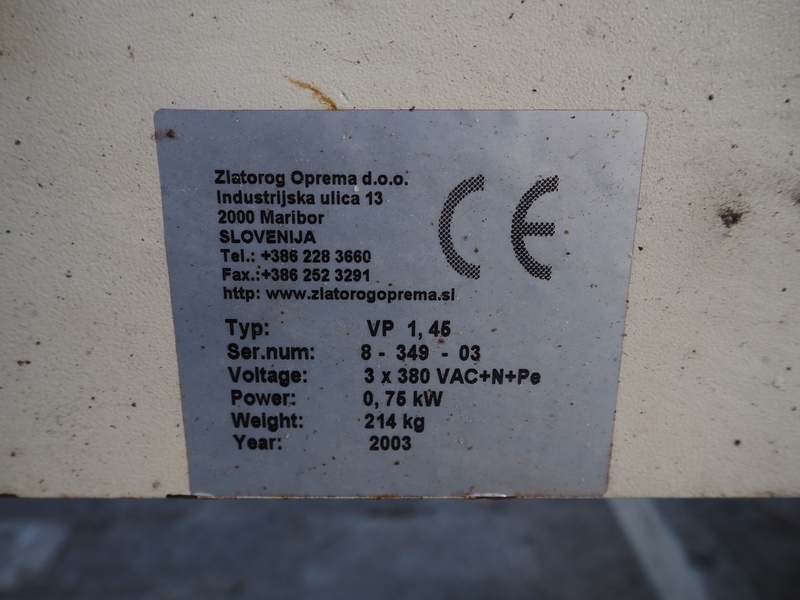 Zlatorog Oprema d.o.o.
Industrijska ulica 13
2000 Maribor
SLOVENIJA
Tel.: +386 228 3660
Fax.:+386 252 3291
http: www.zlatorogoprema.si
CE
Typ: VP 1, 45
Ser.num: 8 - 349 - 03
Voltage: 3 x 380 VAC+N+Pe
Power: 0, 75 kW
Weight: 214 kg
Year: 2003